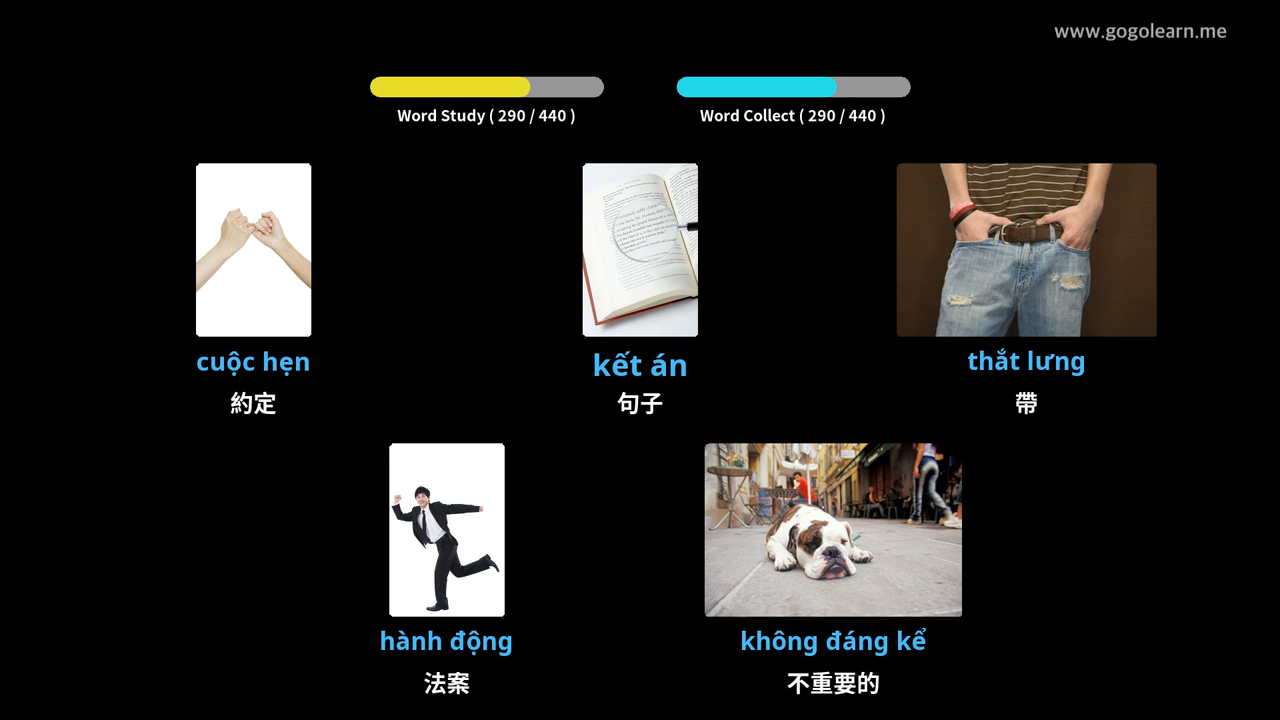 www.gogolearn.me
Word Study ( 290 / 440 )
Word Collect ( 290 / 440 )
cuộc hẹn
約定
kết án
句子
thắt lưng
帶
hành động
法案
không đáng kể
不重要的